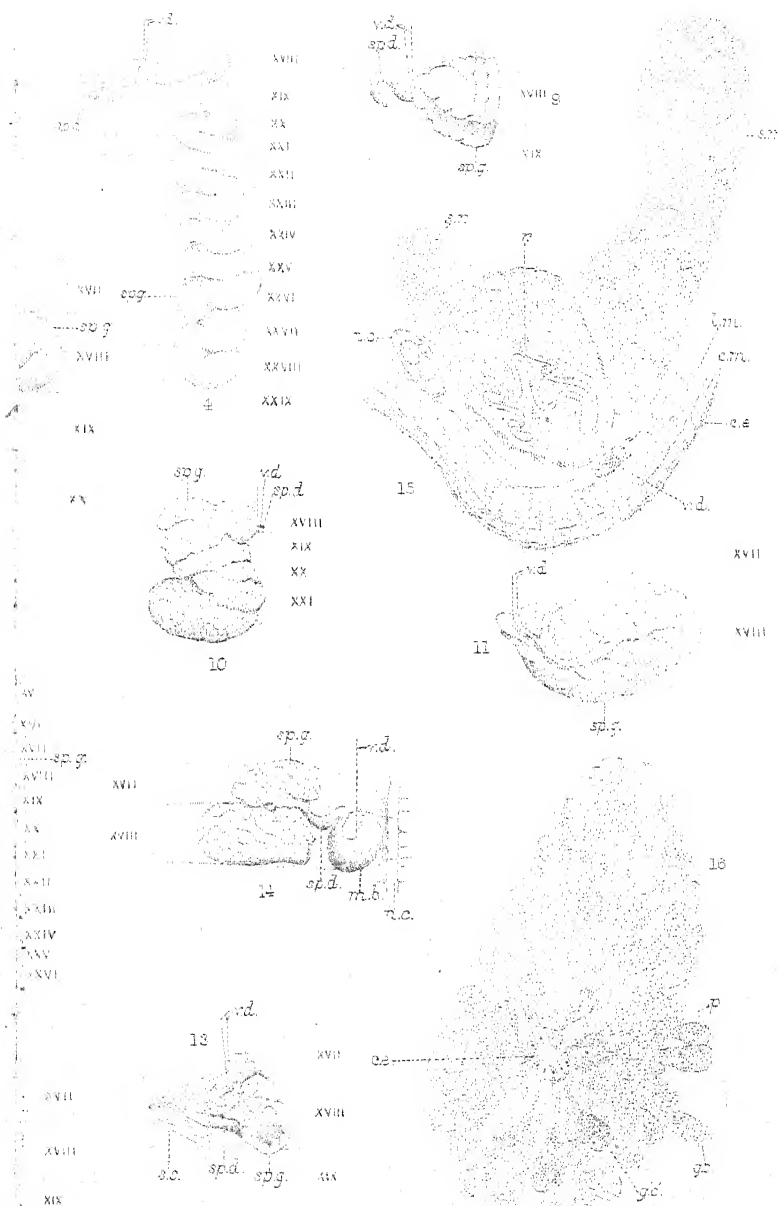 v.d.
XVIII
XIX
XX
XXI
XXII
XXIII
XXIV
XXV
XXVI
XXVII
XXVIII
XXIX
sp.g.
4
XVII
sp.g
XVIII
XIX
XX
v.d.
sp.d.
XVIII 9
XIX
sp.g.
s.m
s.m
p
l.m.
c.m.
c.e
v.d.
15
sp.g.
v.d
sp.d
XVIII
XIX
XX
XXI
10
XVII
v.d
XVIII
11
sp.g.
XV
XVI
XVII
sp.g.
XVIII
XIX
XX
XXI
XXII
XXIII
XXIV
XXV
XXVI
sp.g.
v.d.
XVII
XVIII
14
sp.d.
m.b.
n.c.
16
p
c.e.
g.c.
g.c.
v.d.
13
XVII
XVIII
XIX
s.c.
sp.d.
sp.g.
XVII
XVIII
XIX